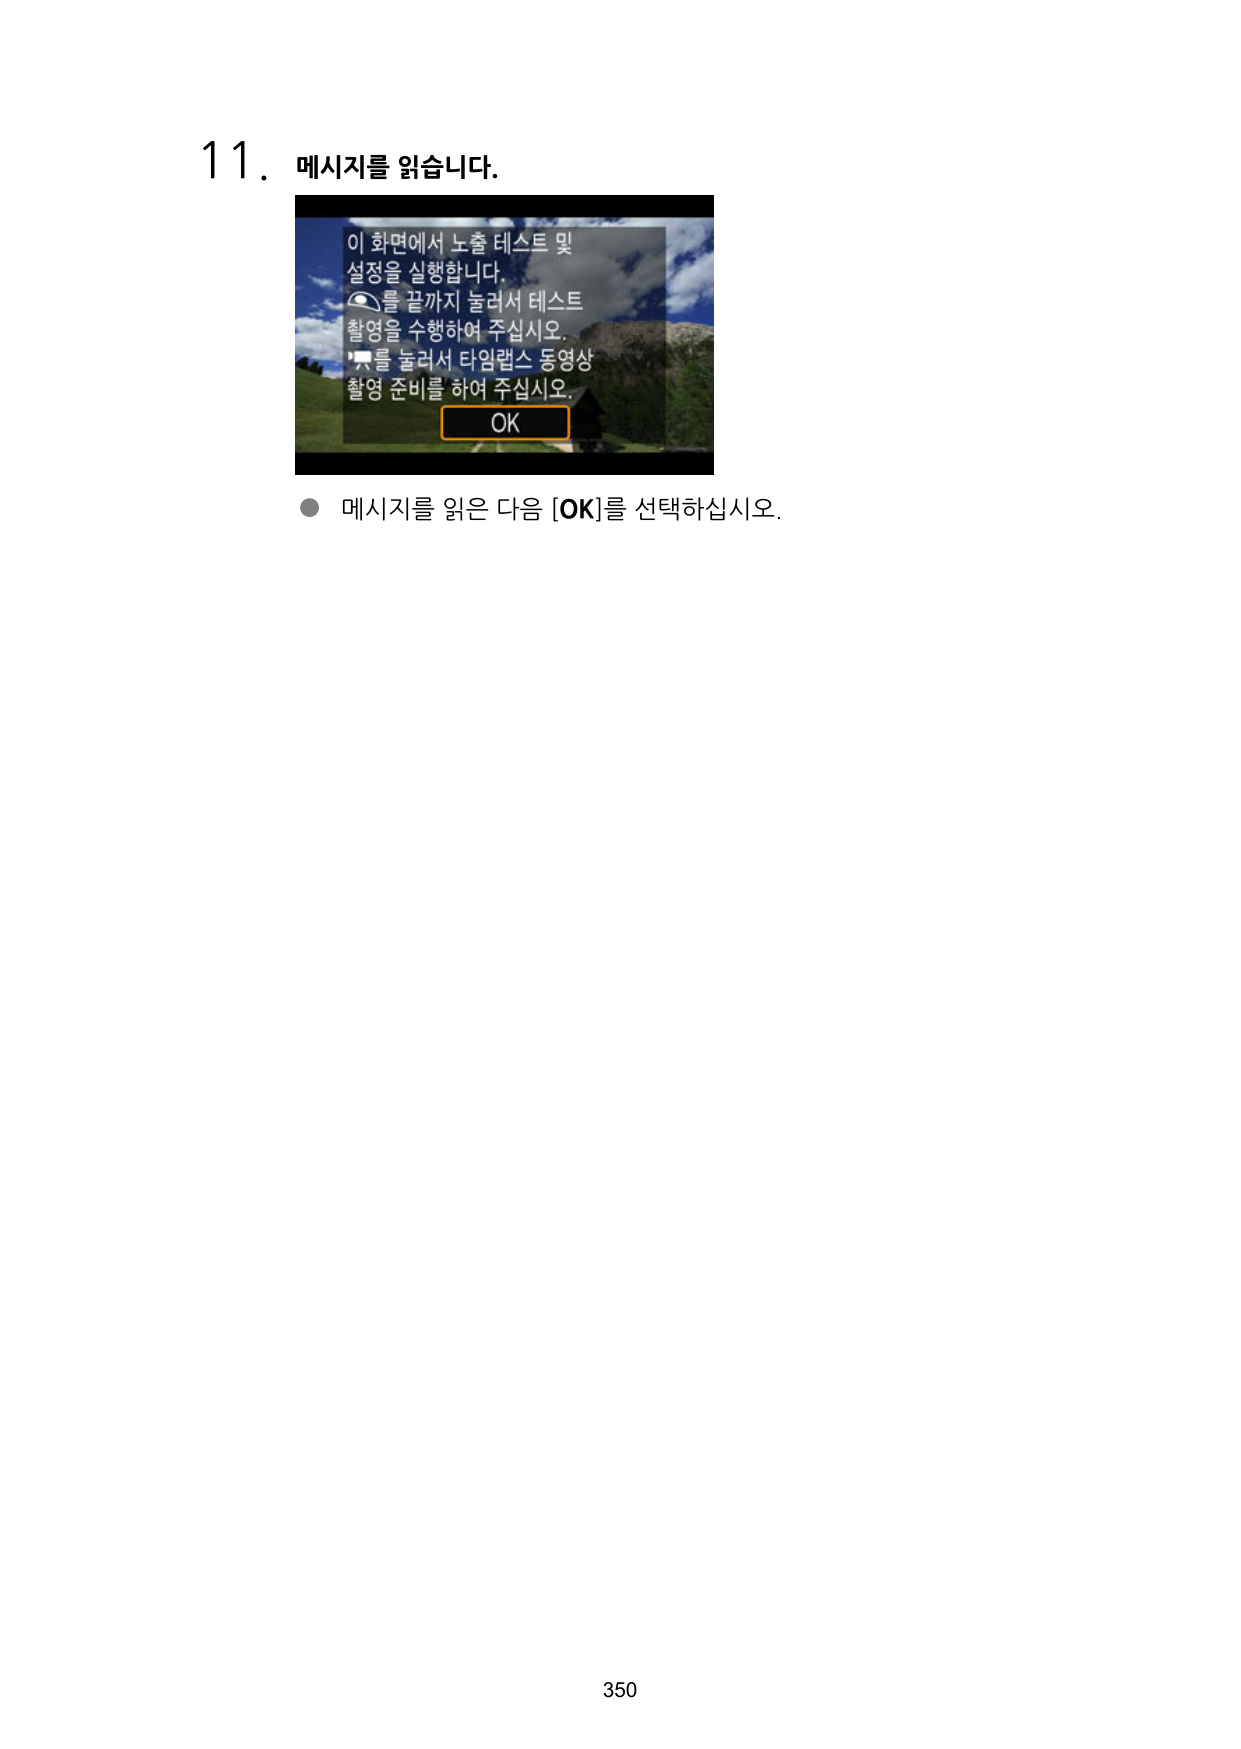 11. 메시지를 읽습니다.
이 화면에서 노출 테스트 및
설정을 실행합니다.
를 끝까지 눌러서 테스트
촬영을 수행하여 주십시오.
를 눌러서 타임랩스 동영상
촬영 준비를 하여 주십시오.
OK
● 메시지를 읽은 다음 [OK]를 선택하십시오.
350